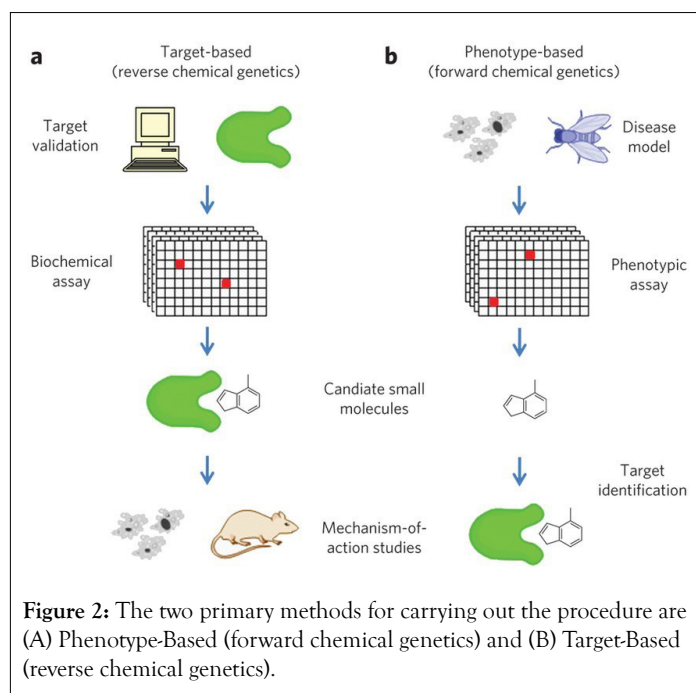 a
Target-based
(reverse chemical genetics)
b
Phenotype-based
(forward chemical genetics)
Target
validation
Disease
model
Biochemical
assay
Phenotypic
assay
Candiate small
molecules
Target
identification
Mechanism-of-
action studies
Figure 2: The two primary methods for carrying out the procedure are
(A) Phenotype-Based (forward chemical genetics) and (B) Target-Based
(reverse chemical genetics).